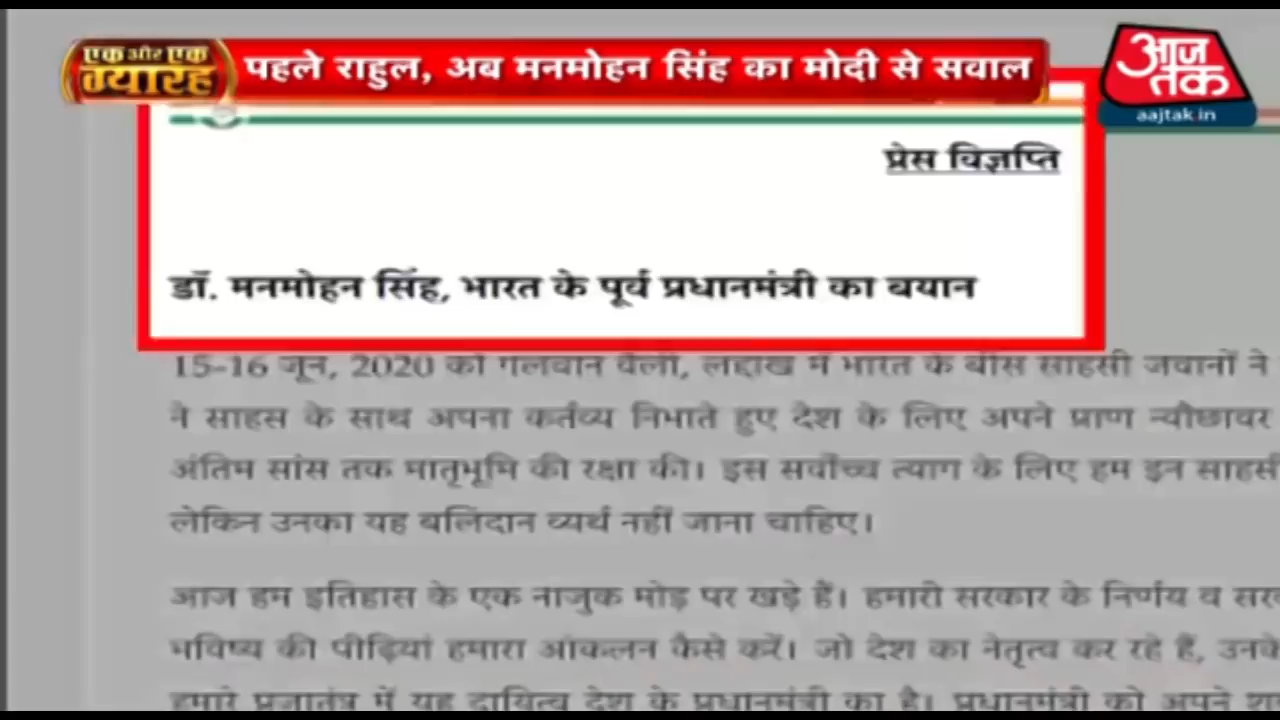 एक और एक
ग्यारह
पहले राहुल, अब मनमोहन सिंह का मोदी से सवाल
आज
तक
aajtak.in
प्रेस विज्ञप्ति
डॉ. मनमोहन सिंह, भारत के पूर्व प्रधानमंत्री का बयान
15-16 जून, 2020 को गलवान वैली, लद्दाख में भारत के बीस साहसी जवानों ने
ने साहस के साथ अपना कर्तव्य निभाते हुए देश के लिए अपने प्राण न्यौछावर
अंतिम सांस तक मातृभूमि की रक्षा की। इस सर्वोच्च त्याग के लिए हम इन साहसी
लेकिन उनका यह बलिदान व्यर्थ नहीं जाना चाहिए।
आज हम इतिहास के एक नाजुक मोड़ पर खड़े हैं। हमारी सरकार के निर्णय व
भविष्य की पीढ़ियां हमारा आंकलन कैसे करें। जो देश का नेतृत्व कर रहे हैं, उनके
हमारे प्रजातंत्र में यह दायित्व देश के प्रधानमंत्री का है। प्रधानमंत्री को अपने